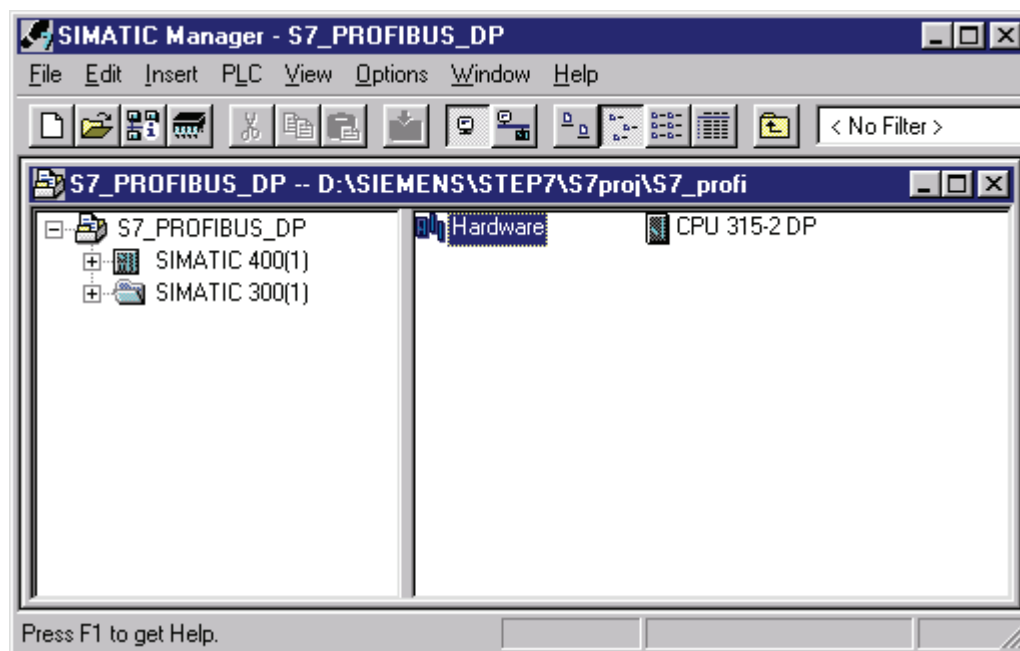 SIMATIC Manager - S7_PROFIBUS_DP
File Edit Insert PLC View Options Window Help
< No Filter >
S7_PROFIBUS_DP -- D:\SIEMENS\STEP7\S7proj\S7_profi
S7_PROFIBUS_DP
SIMATIC 400(1)
SIMATIC 300(1)
Hardware CPU 315-2 DP
Press F1 to get Help.